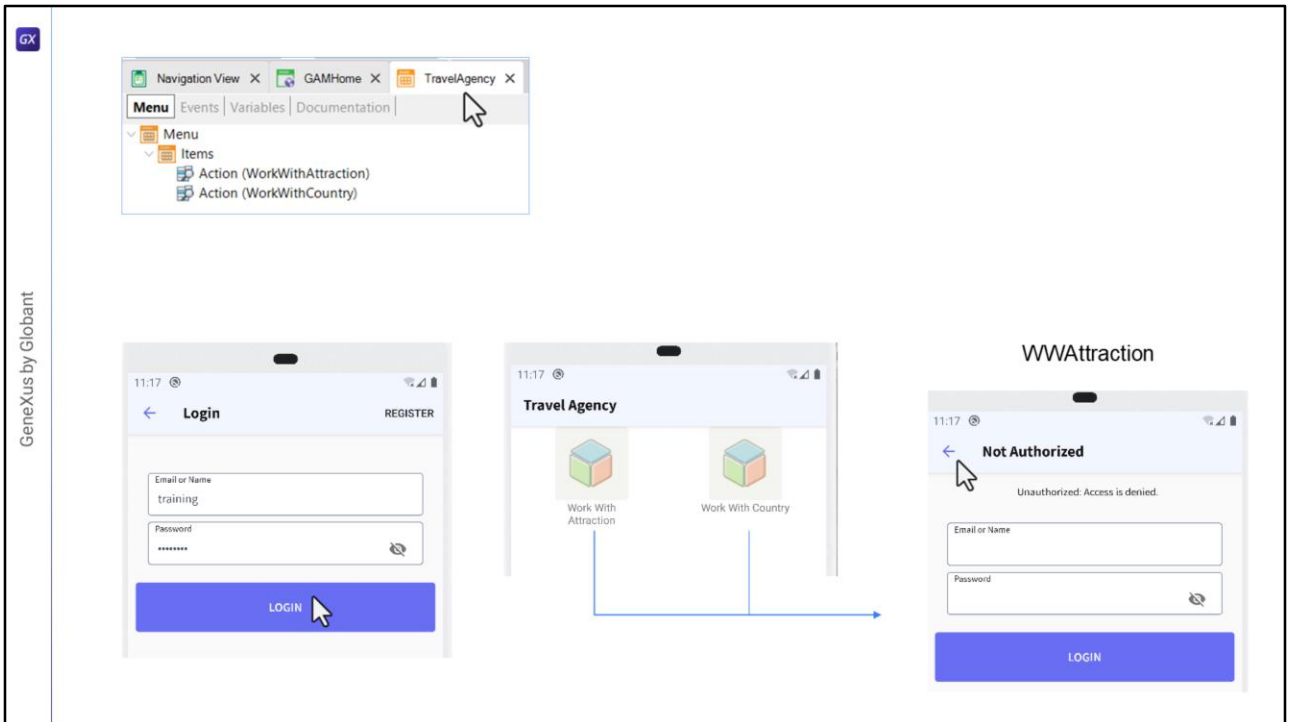 GX
GeneXus by Globant
Navigation View X GAMHome X TravelAgency X
Menu Events Variables Documentation
Menu
Items
Action (WorkWithAttraction)
Action (WorkWithCountry)
11:17
Login REGISTER
Email or Name
training
Password
••••••••
LOGIN
11:17
Travel Agency
Work With
Attraction
Work With Country
WWAttraction
11:17
Not Authorized
Unauthorized: Access is denied.
Email or Name
Password
LOGIN